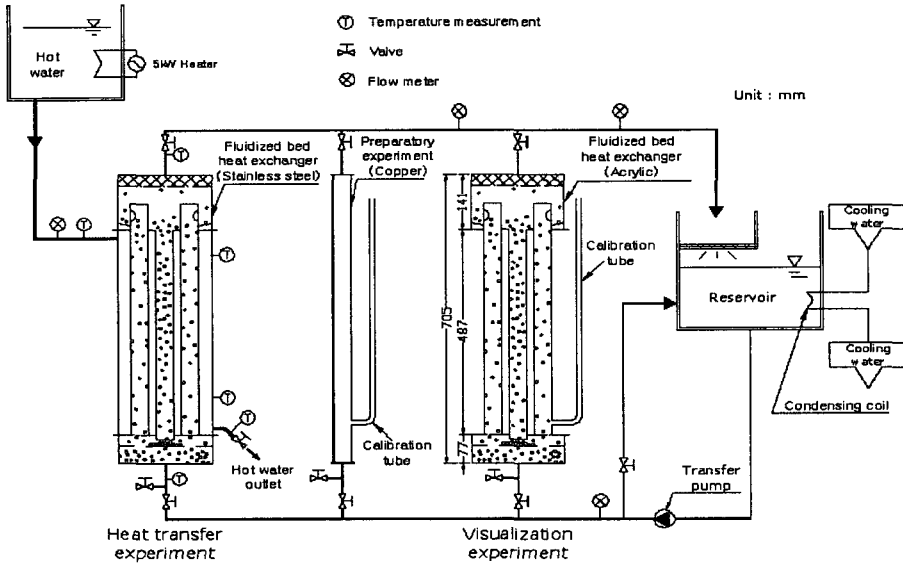 T Temperature measurement
Valve
Flow meter
Unit : mm
Hot
water
5kW Heater
T
Fluidized bed
heat exchanger
(Stainless steel)
Preparatory
experiment
(Copper)
Fluidized bed
heat exchanger
(Acrylic)
Cooling
water
T
T
141
Calibration
tube
Reservoir
705
487
Cooling
water
Condensing coil
T
T
Hot water
outlet
Calibration
tube
77
T
Transfer
pump
Heat transfer
experiment
Visualization
experiment